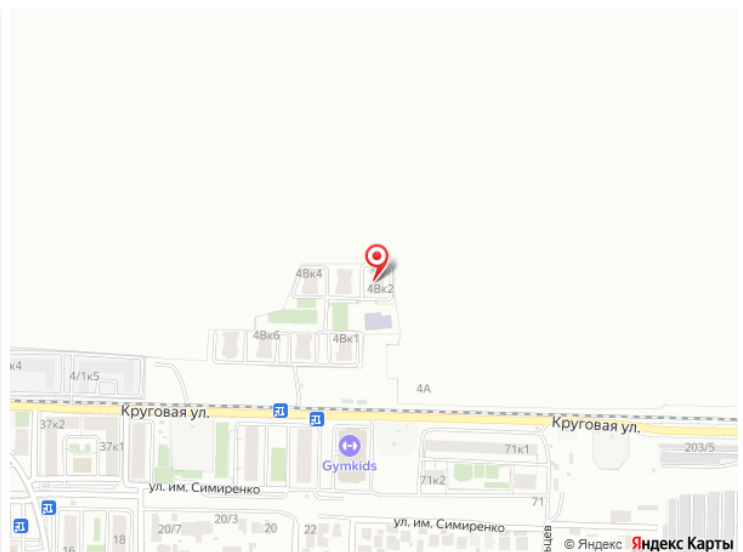 4Вк4
4Вк2
4Вк6
4Вк1
к4
4/1к5
4А
Круговая ул.
Круговая ул.
37к2
37к1
71к1
203/5
Gymkids
71к2
ул. им. Симиренко
71
20/3
20/7
20
22
ул. им. Симиренко
18
16
© Яндекс Яндекс Карты